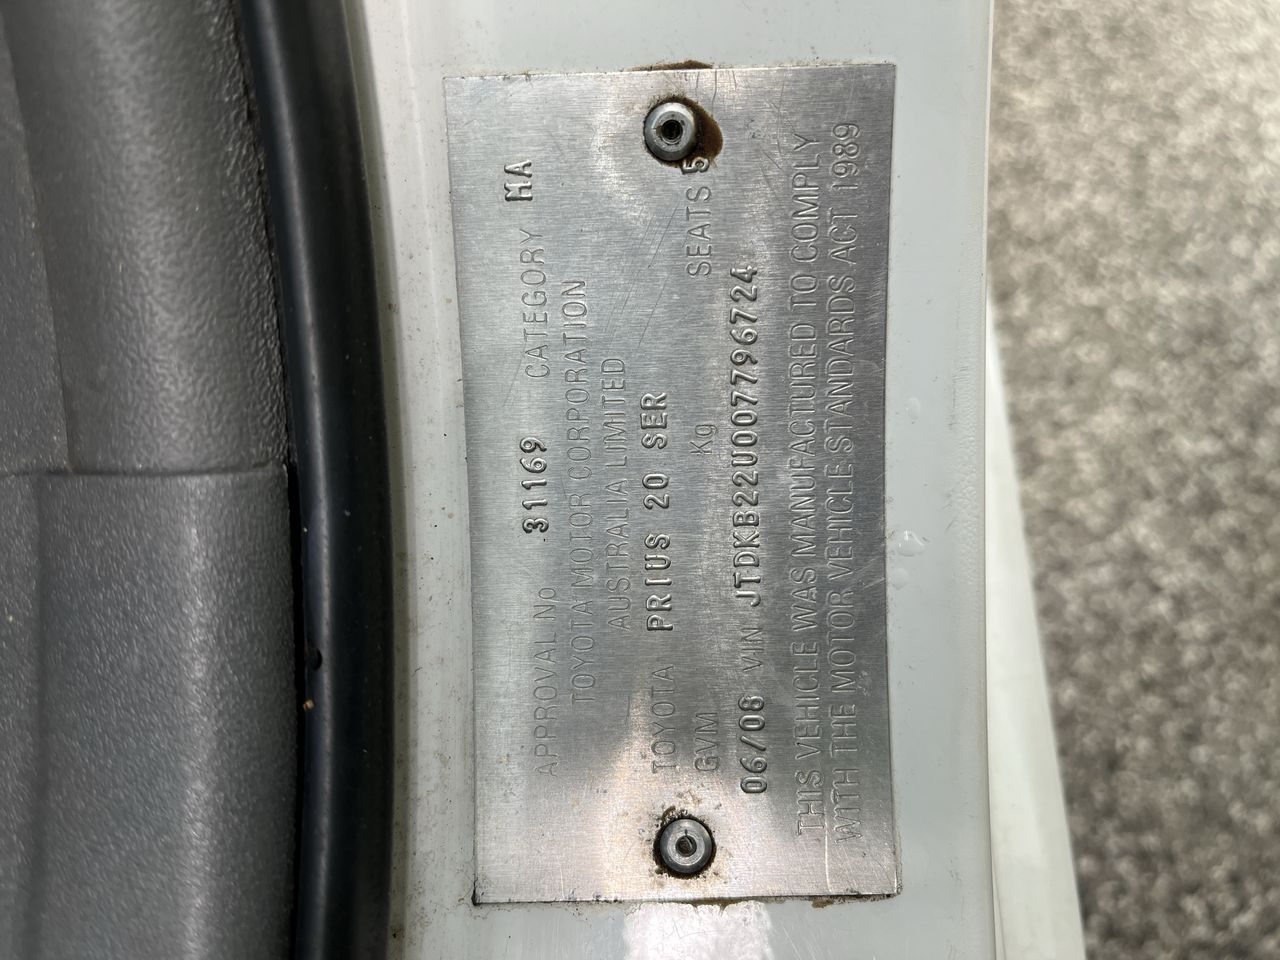 APPROVAL No 31169 CATEGORY MA
TOYOTA MOTOR CORPORATION
AUSTRALIA LIMITED
TOYOTA PRIUS 20 SER
GVM Kg SEATS 5
06/08 VIN JTDKB22U007796724
THIS VEHICLE WAS MANUFACTURED TO COMPLY
WITH THE MOTOR VEHICLE STANDARDS ACT 1989